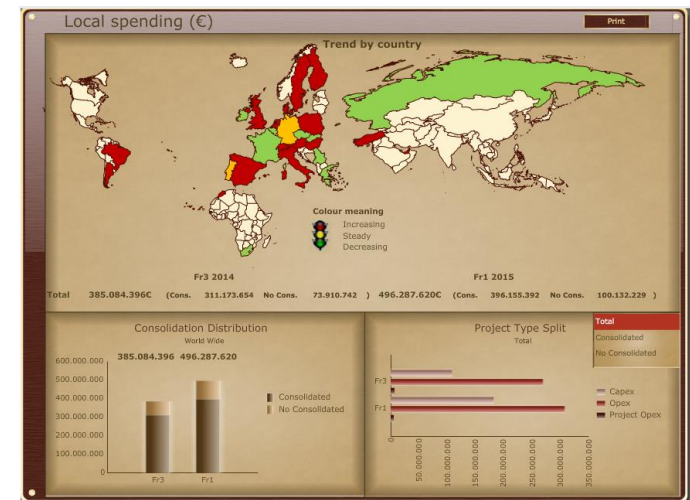 Local spending (€)
Print
Trend by country
Colour meaning
Increasing
Steady
Decreasing
Fr3 2014
Fr1 2015
Total 385.084.396€ (Cons. 311.173.654 No Cons. 73.910.742 ) 496.287.620€ (Cons. 396.155.392 No Cons. 100.132.229 )
Consolidation Distribution
World Wide
385.084.396 496.287.620
600.000.000
500.000.000
400.000.000
300.000.000
200.000.000
100.000.000
0
Fr3
Fr1
Consolidated
No Consolidated
Project Type Split
Total
Total
Consolidated
No Consolidated
Fr3
Fr1
0
50.000.000
100.000.000
150.000.000
200.000.000
250.000.000
300.000.000
350.000.000
Capex
Opex
Project Opex